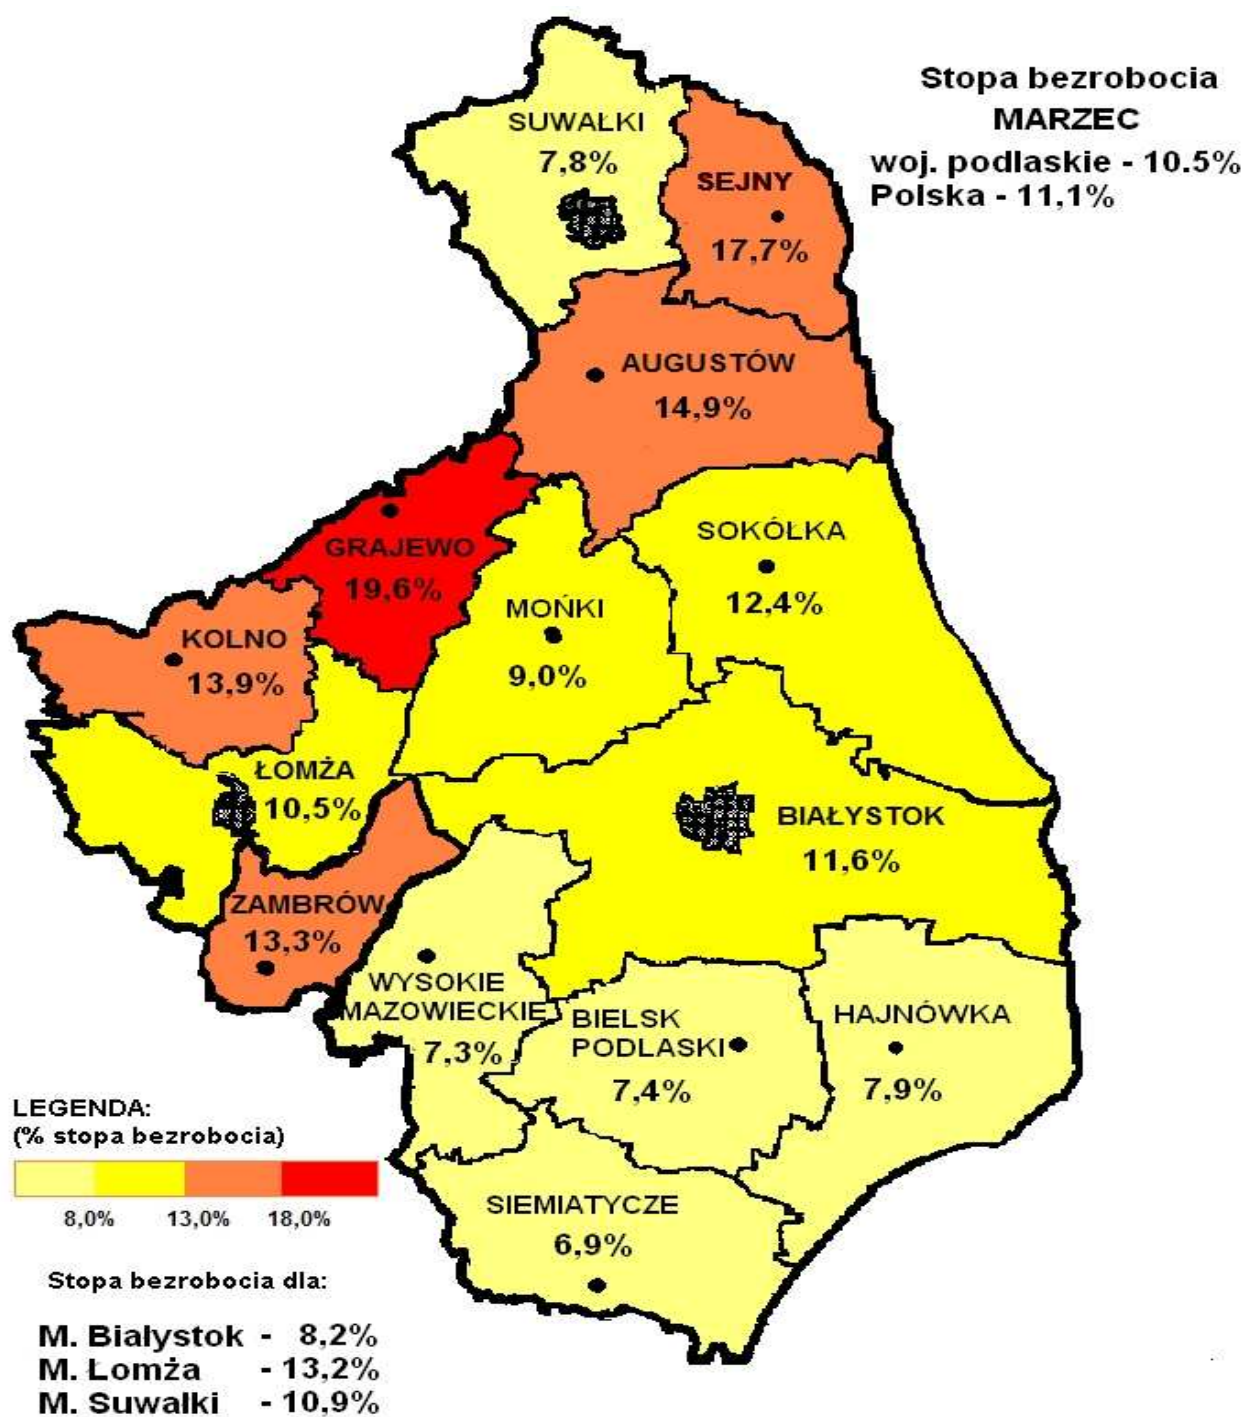 Stopa bezrobocia
MARZEC
woj. podlaskie - 10.5%
Polska - 11,1%
SUWAŁKI
7,8%
SEJNY
17,7%
AUGUSTÓW
14,9%
GRAJEWO
19,6%
SOKÓŁKA
12,4%
MOŃKI
9,0%
KOLNO
13,9%
ŁOMŻA
10,5%
BIAŁYSTOK
11,6%
ZAMBRÓW
13,3%
WYSOKIE
MAZOWIECKIE
7,3%
BIELSK
PODLASKI
7,4%
HAJNÓWKA
7,9%
SIEMIATYCZE
6,9%
LEGENDA:
(% stopa bezrobocia)
8,0% 13,0% 18,0%
Stopa bezrobocia dla:
M. Białystok - 8,2%
M. Łomża - 13,2%
M. Suwałki - 10,9%